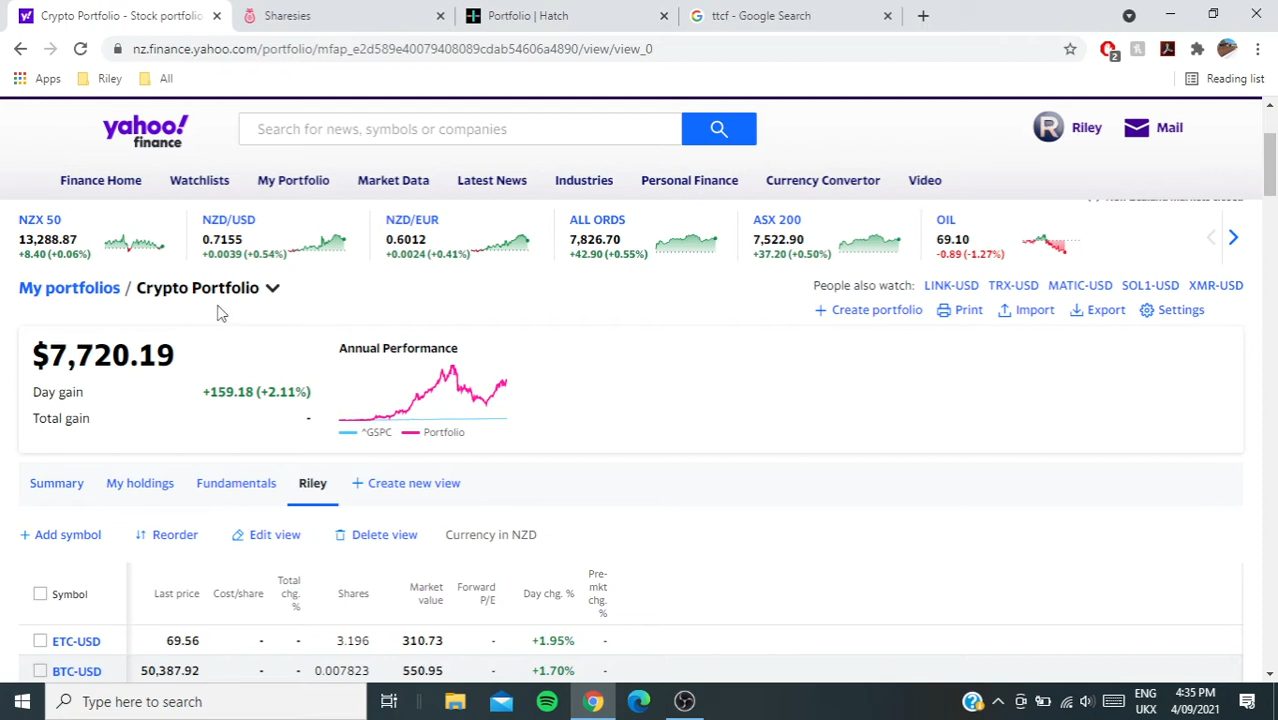 Crypto Portfolio - Stock portfolio
Sharesies
Portfolio | Hatch
ttcf - Google Search
nz.finance.yahoo.com/portfolio/mfap_e2d589e40079408089cdab54606a4890/view/view_0
2
Apps
Riley
All
Reading list
yahoo!
finance
Search for news, symbols or companies
R
Riley
Mail
Finance Home
Watchlists
My Portfolio
Market Data
Latest News
Industries
Personal Finance
Currency Convertor
Video
NZX 50
13,288.87
+8.40 (+0.06%)
NZD/USD
0.7155
+0.0039 (+0.54%)
NZD/EUR
0.6012
+0.0024 (+0.41%)
ALL ORDS
7,826.70
+42.90 (+0.55%)
ASX 200
7,522.90
+37.20 (+0.50%)
OIL
69.10
-0.89 (-1.27%)
My portfolios / Crypto Portfolio
People also watch: LINK-USD TRX-USD MATIC-USD SOL1-USD XMR-USD
+ Create portfolio Print Import Export Settings
$7,720.19
Day gain +159.18 (+2.11%)
Total gain -
Annual Performance
^GSPC Portfolio
Summary My holdings Fundamentals Riley + Create new view
+ Add symbol Reorder Edit view Delete view Currency in NZD
Symbol Last price Cost/share Total chg. % Shares Market value Forward P/E Day chg. % Pre-mkt chg. %
ETC-USD 69.56 - - 3.196 310.73 - +1.95% -
BTC-USD 50,387.92 - - 0.007823 550.95 - +1.70% -
Type here to search
ENG
UKX
4:35 PM
4/09/2021